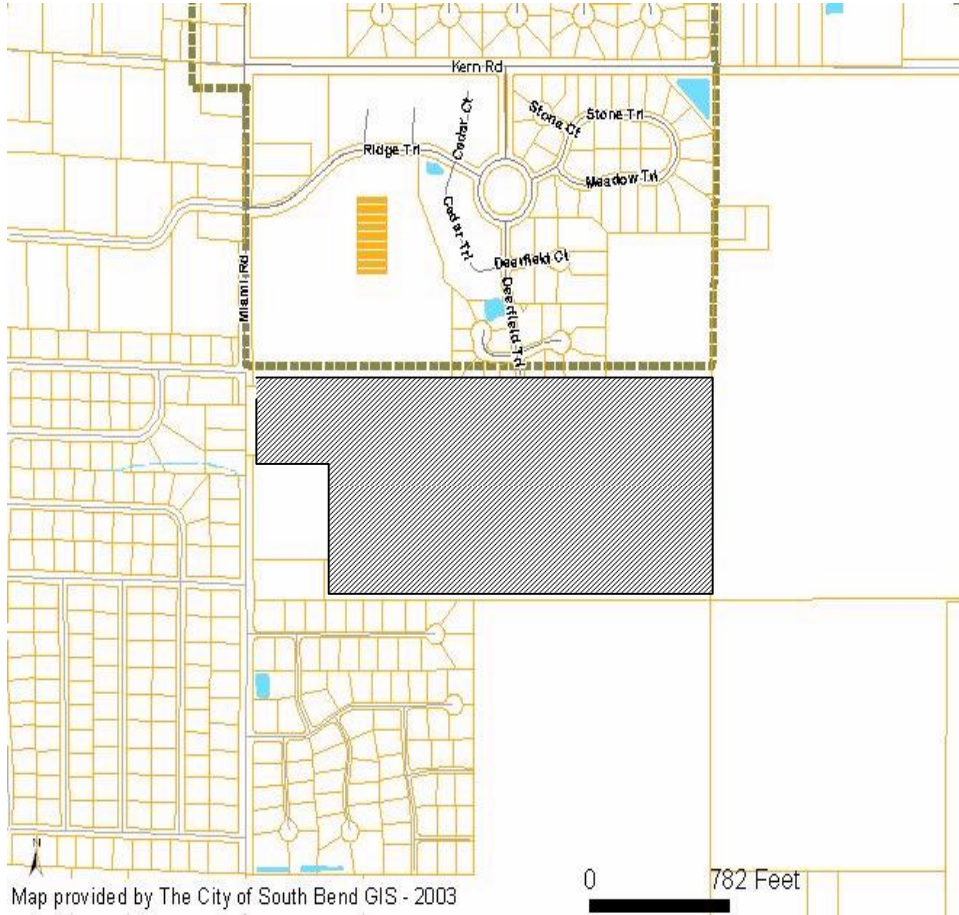 Kern Rd
Stone Ct
Stone Trl
Cedar Ct
Ridge Trl
Meadow Trl
Cedar Trl
Deerfield Ct
Miami Rd
Deerfield Trl
N
0
782 Feet
Map provided by The City of South Bend GIS - 2003